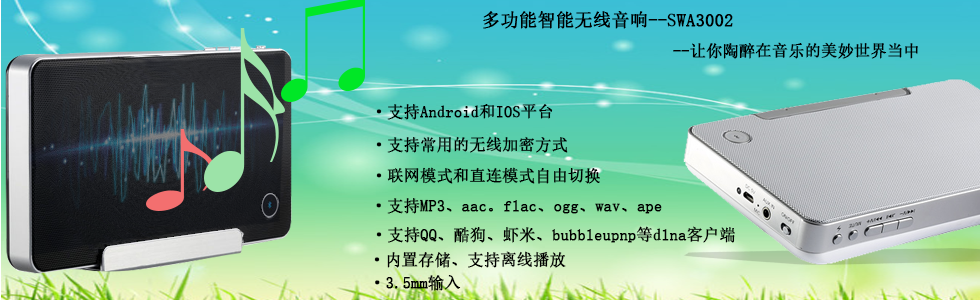 多功能智能无线音响--SWA3002
--让你陶醉在音乐的美妙世界当中
·支持Android和IOS平台
·支持常用的无线加密方式
·联网模式和直连模式自由切换
·支持MP3、aac。flac、ogg、wav、ape
·支持QQ、酷狗、虾米、bubbleupnp等dlna客户端
·内置存储、支持离线播放
·3.5mm输入
AUX IN
ON/OFF